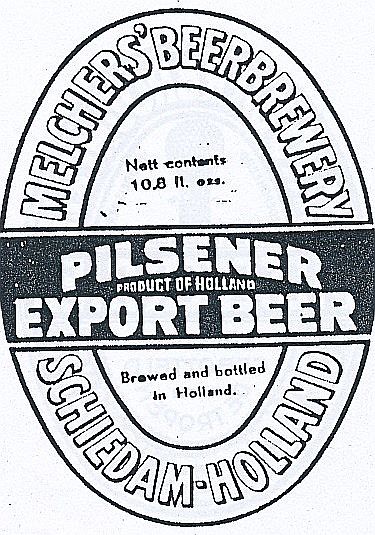 MELCHERS' BEERBREWERY
Nett contents
10,8 fl. ozs.
PILSENER
PRODUCT OF HOLLAND
EXPORT BEER
Brewed and bottled
in Holland.
SCHIEDAM-HOLLAND